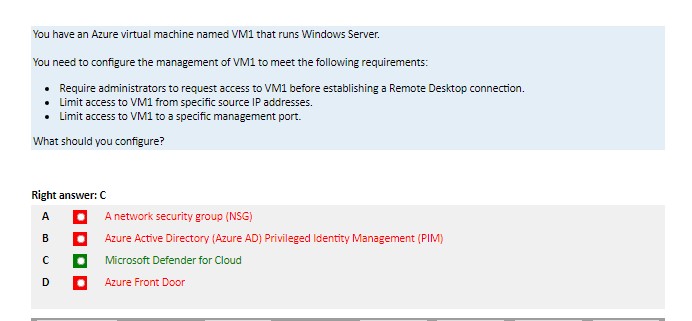 You have an Azure virtual machine named VM1 that runs Windows Server.
You need to configure the management of VM1 to meet the following requirements:
• Require administrators to request access to VM1 before establishing a Remote Desktop connection.
• Limit access to VM1 from specific source IP addresses.
• Limit access to VM1 to a specific management port.
What should you configure?
Right answer: C
A A network security group (NSG)
B Azure Active Directory (Azure AD) Privileged Identity Management (PIM)
C Microsoft Defender for Cloud
D Azure Front Door